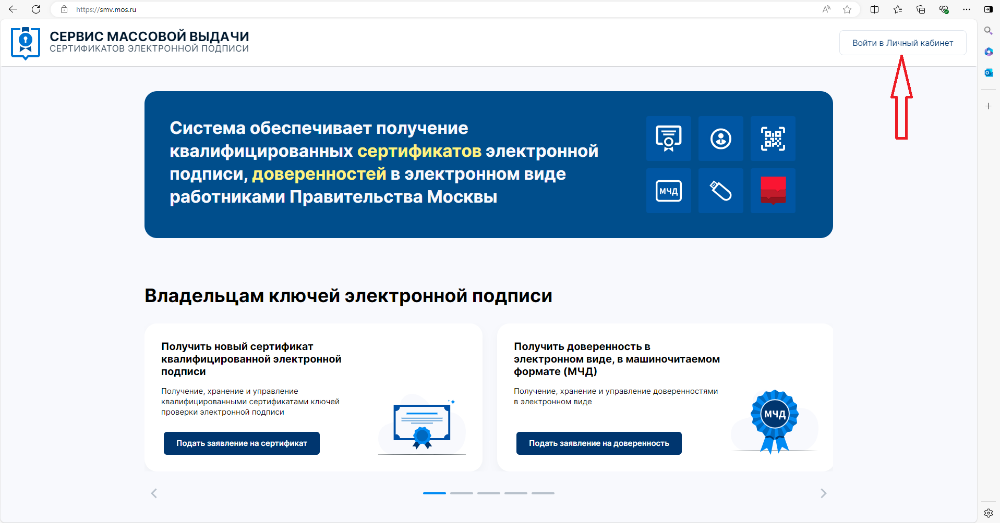 https://smv.mos.ru
СЕРВИС МАССОВОЙ ВЫДАЧИ
СЕРТИФИКАТОВ ЭЛЕКТРОННОЙ ПОДПИСИ
Войти в Личный кабинет
Система обеспечивает получение
квалифицированных сертификатов электронной
подписи, доверенностей в электронном виде
работниками Правительства Москвы
МЧД
Владельцам ключей электронной подписи
Получить новый сертификат
квалифицированной электронной
подписи
Получение, хранение и управление
квалифицированными сертификатами ключей
проверки электронной подписи
Подать заявление на сертификат
Получить доверенность в
электронном виде, в машиночитаемом
формате (МЧД)
Получение, хранение и управление доверенностями
в электронном виде
МЧД
Подать заявление на доверенность